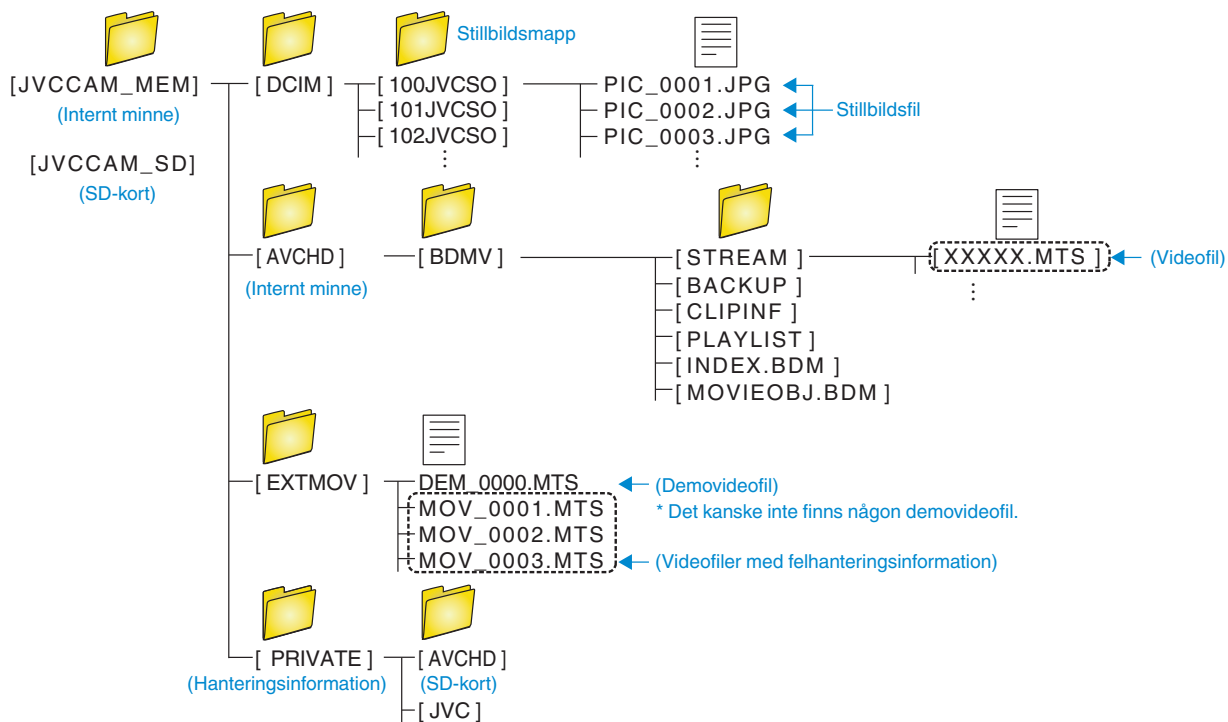 Stillbildsmapp
[JVCCAM_MEM]
(Internt minne)
[JVCCAM_SD]
(SD-kort)
[DCIM]
[100JVCSO]
[101JVCSO]
[102JVCSO]
PIC_0001.JPG
PIC_0002.JPG
PIC_0003.JPG
Stillbildsfil
[AVCHD]
(Internt minne)
[BDMV]
[STREAM]
[BACKUP]
[CLIPINF]
[PLAYLIST]
[INDEX.BDM]
[MOVIEOBJ.BDM]
[XXXXX.MTS]
(Videofil)
[EXTMOV]
DEM_0000.MTS
(Demovideofil)
* Det kanske inte finns någon demovideofil.
MOV_0001.MTS
MOV_0002.MTS
MOV_0003.MTS
(Videofiler med felhanteringsinformation)
[PRIVATE]
(Hanteringsinformation)
[AVCHD]
(SD-kort)
[JVC]